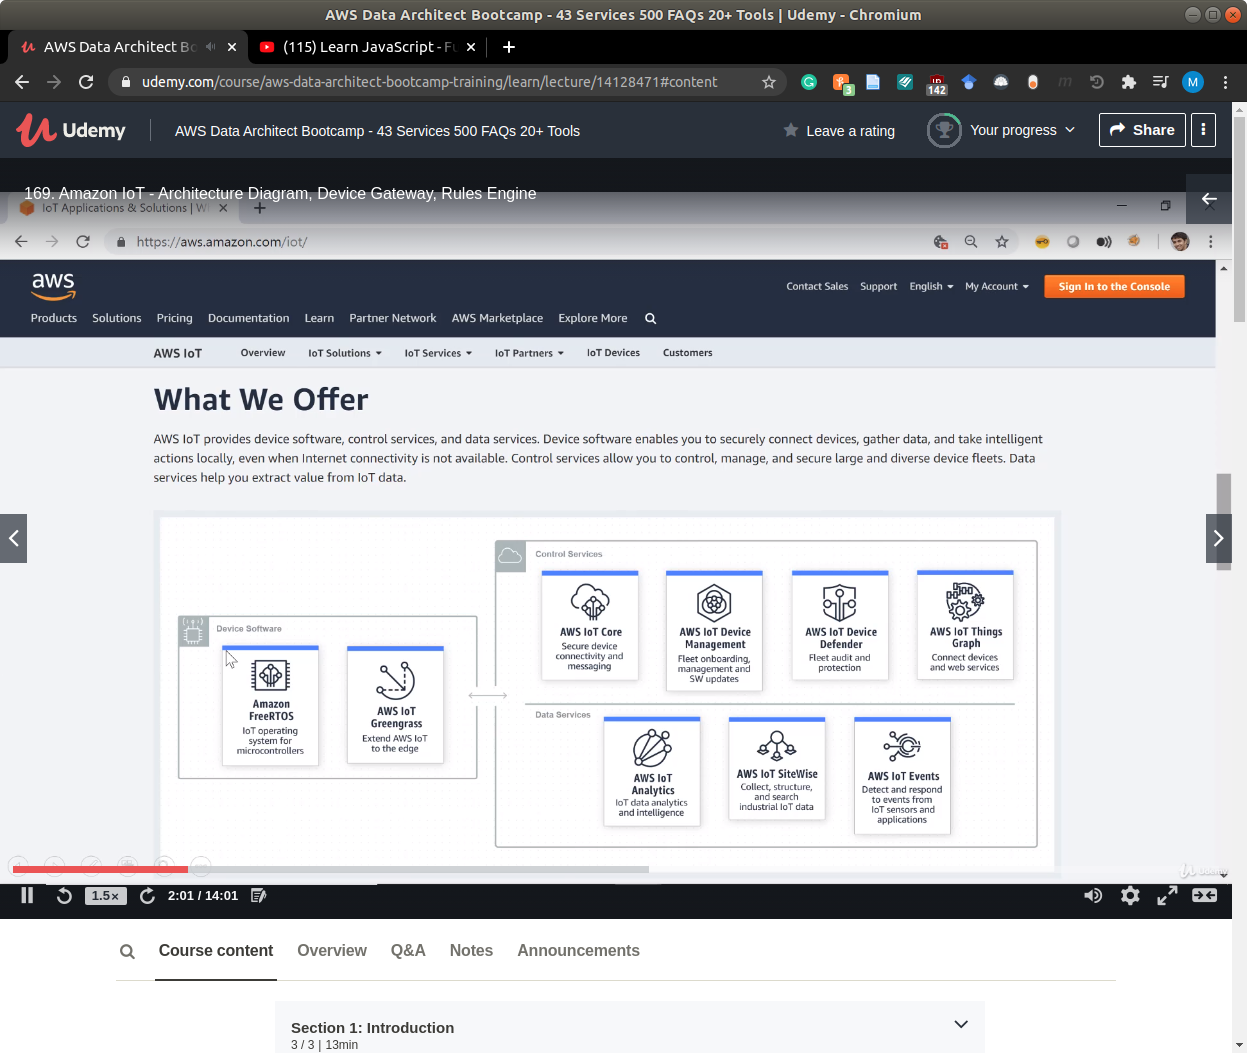 AWS Data Architect Bootcamp - 43 Services 500 FAQs 20+ Tools | Udemy - Chromium
AWS Data Architect Bo
(115) Learn JavaScript - Fu
udemy.com/course/aws-data-architect-bootcamp-training/learn/lecture/14128471#content
3
142
M
Udemy
AWS Data Architect Bootcamp - 43 Services 500 FAQs 20+ Tools
Leave a rating
Your progress
Share
169. Amazon IoT - Architecture Diagram, Device Gateway, Rules Engine
IoT Applications & Solutions | W
https://aws.amazon.com/iot/
aws
Contact Sales Support English My Account Sign In to the Console
Products Solutions Pricing Documentation Learn Partner Network AWS Marketplace Explore More
AWS IoT Overview IoT Solutions IoT Services IoT Partners IoT Devices Customers
What We Offer
AWS IoT provides device software, control services, and data services. Device software enables you to securely connect devices, gather data, and take intelligent
actions locally, even when Internet connectivity is not available. Control services allow you to control, manage, and secure large and diverse device fleets. Data
services help you extract value from IoT data.
Device Software
Amazon
FreeRTOS
IoT operating
system for
microcontrollers
AWS IoT
Greengrass
Extend AWS IoT
to the edge
Control Services
AWS IoT Core
Secure device
connectivity and
messaging
AWS IoT Device
Management
Fleet onboarding,
management and
SW updates
AWS IoT Device
Defender
Fleet audit and
protection
AWS IoT Things
Graph
Connect devices
and web services
Data Services
AWS IoT
Analytics
IoT data analytics
and intelligence
AWS IoT SiteWise
Collect, structure,
and search
industrial IoT data
AWS IoT Events
Detect and respond
to events from
IoT sensors and
applications
Udemy
1.5×
2:01 / 14:01
Course content Overview Q&A Notes Announcements
Section 1: Introduction
3 / 3 | 13min